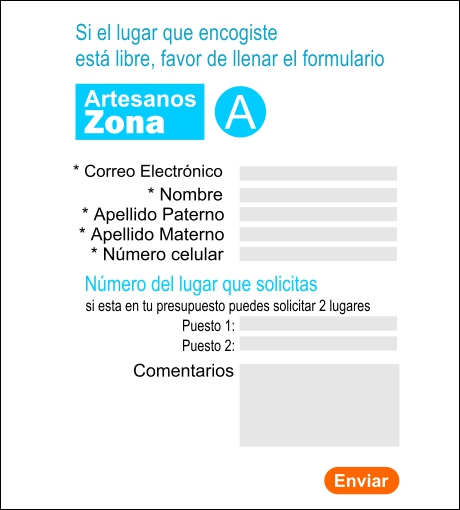 Si el lugar que encogiste
está libre, favor de llenar el formulario
Artesanos
Zona
A
* Correo Electrónico
* Nombre
* Apellido Paterno
* Apellido Materno
* Número celular
Número del lugar que solicitas
si esta en tu presupuesto puedes solicitar 2 lugares
Puesto 1:
Puesto 2:
Comentarios
Enviar